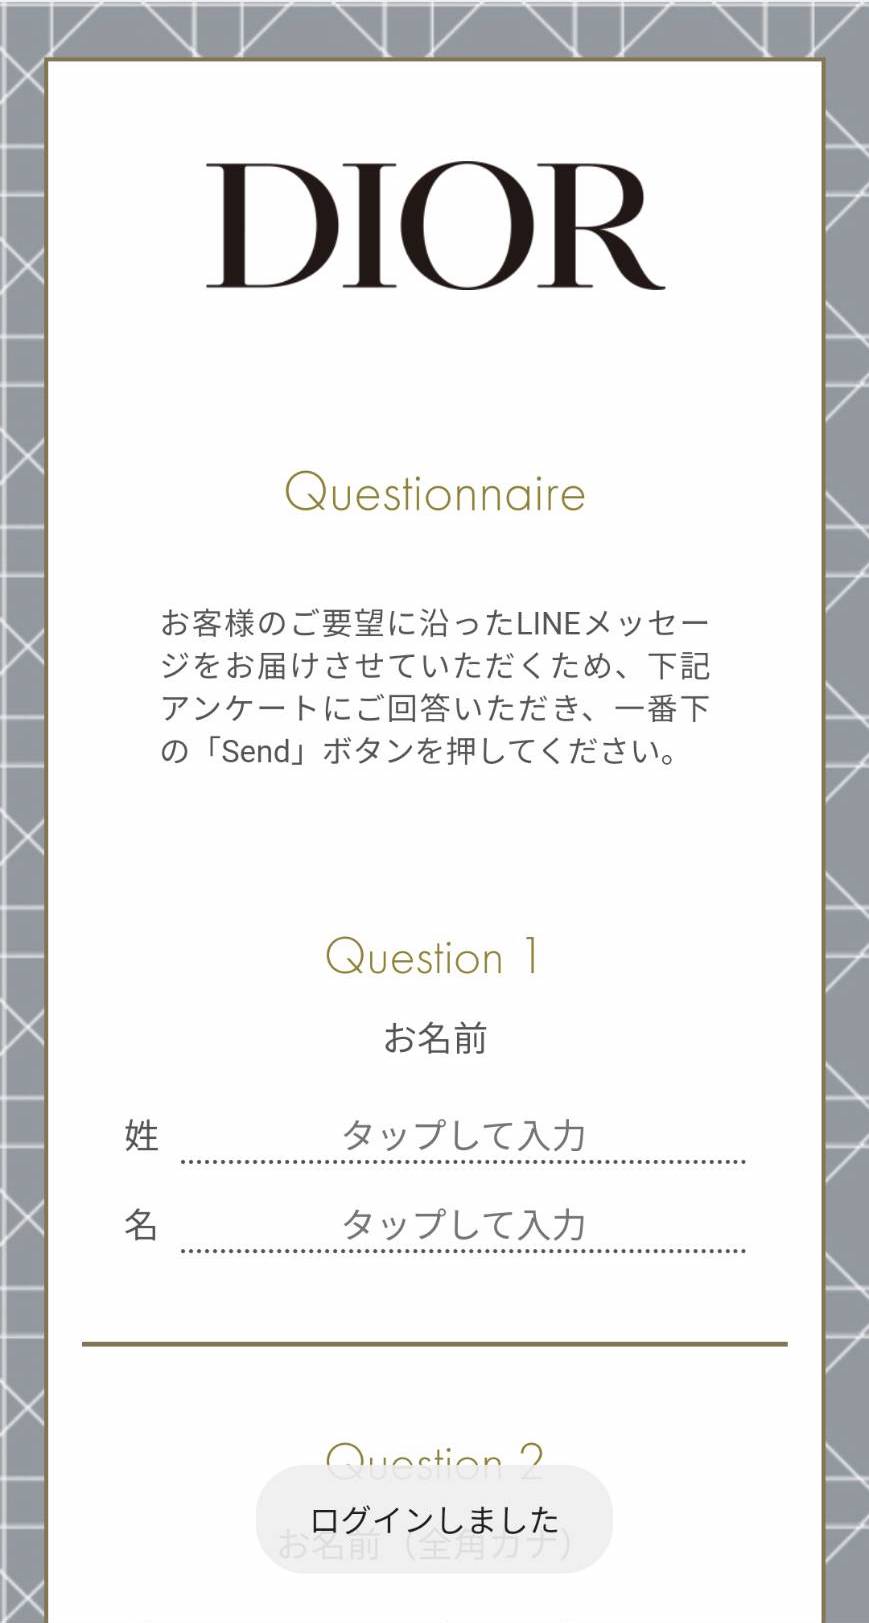 DIOR
Questionnaire
お客様のご要望に沿ったLINEメッセー
ジをお届けさせていただくため、下記
アンケートにご回答いただき、一番下
の「Send」ボタンを押してください。
Question 1
お名前
姓 タップして入力
名 タップして入力
Question 2
ログインしました
お名前（全角カナ）